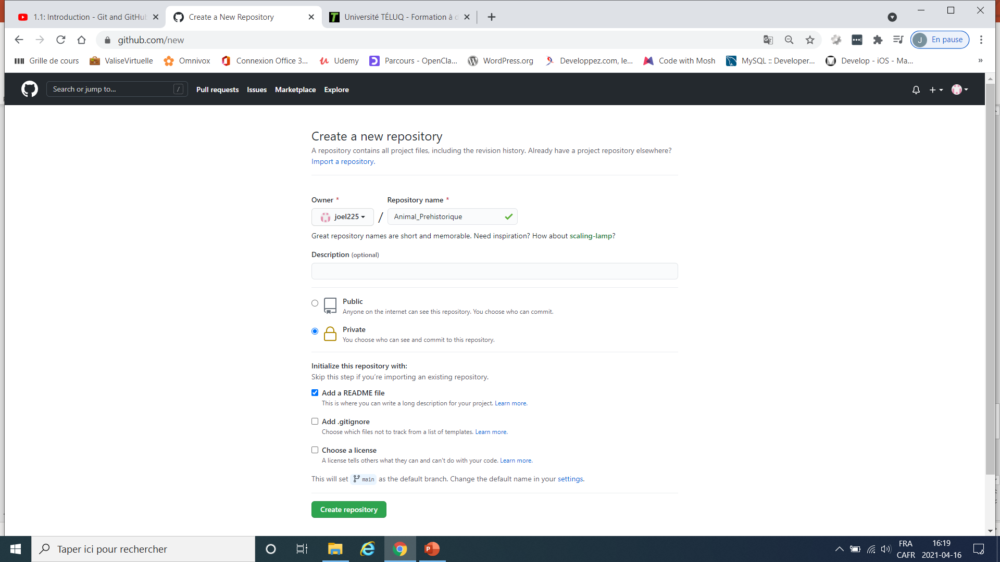 1.1: Introduction - Git and GitHub
Create a New Repository
Université TÉLUQ - Formation à
github.com/new
J En pause
Grille de cours
ValiseVirtuelle
Omnivox
Connexion Office 3...
Udemy
Parcours - OpenCla...
WordPress.org
Developpez.com, le...
Code with Mosh
MySQL :: Developer...
Develop - iOS - Ma...
»
Search or jump to... /
Pull requests
Issues
Marketplace
Explore
Create a new repository
A repository contains all project files, including the revision history. Already have a project repository elsewhere?
Import a repository.
Owner * Repository name *
joel225 / Animal_Prehistorique
Great repository names are short and memorable. Need inspiration? How about scaling-lamp?
Description (optional)
Public
Anyone on the internet can see this repository. You choose who can commit.
Private
You choose who can see and commit to this repository.
Initialize this repository with:
Skip this step if you're importing an existing repository.
Add a README file
This is where you can write a long description for your project. Learn more.
Add .gitignore
Choose which files not to track from a list of templates. Learn more.
Choose a license
A license tells others what they can and can't do with your code. Learn more.
This will set main as the default branch. Change the default name in your settings.
Create repository
Taper ici pour rechercher
FRA
CAFR
16:19
2021-04-16